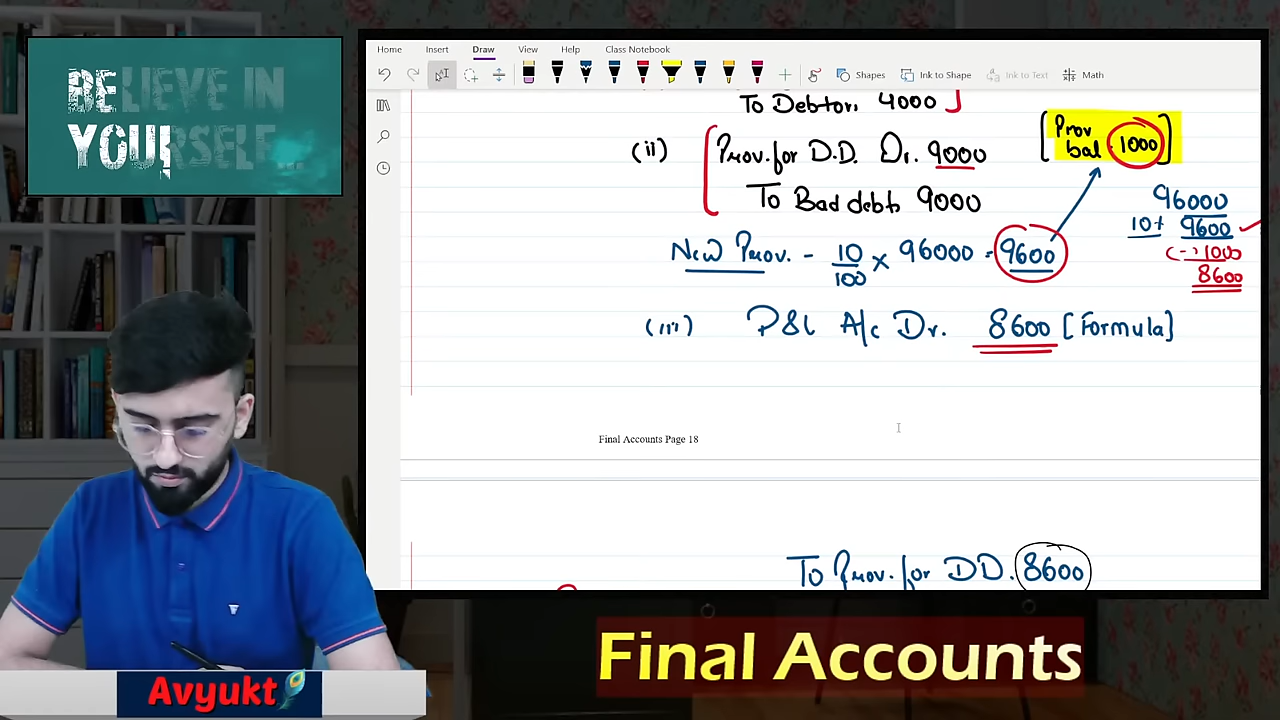 BELIEVE IN
YOURSELF...
Home Insert Draw View Help Class Notebook
Shapes Ink to Shape Ink to Text Math
To Debtor. 4000
(ii) Prov. for D.D. Dr. 9000
To Bad debts 9000
[Prov bal 1000]
96000
10% 9600
(-) 1000
8600
New Prov. - 10/100 × 96000 = 9600
(iii) P&L A/c Dr. 8600 [Formula]
Final Accounts Page 18
To Prov. for DD. 8600
Final Accounts
Avyukt